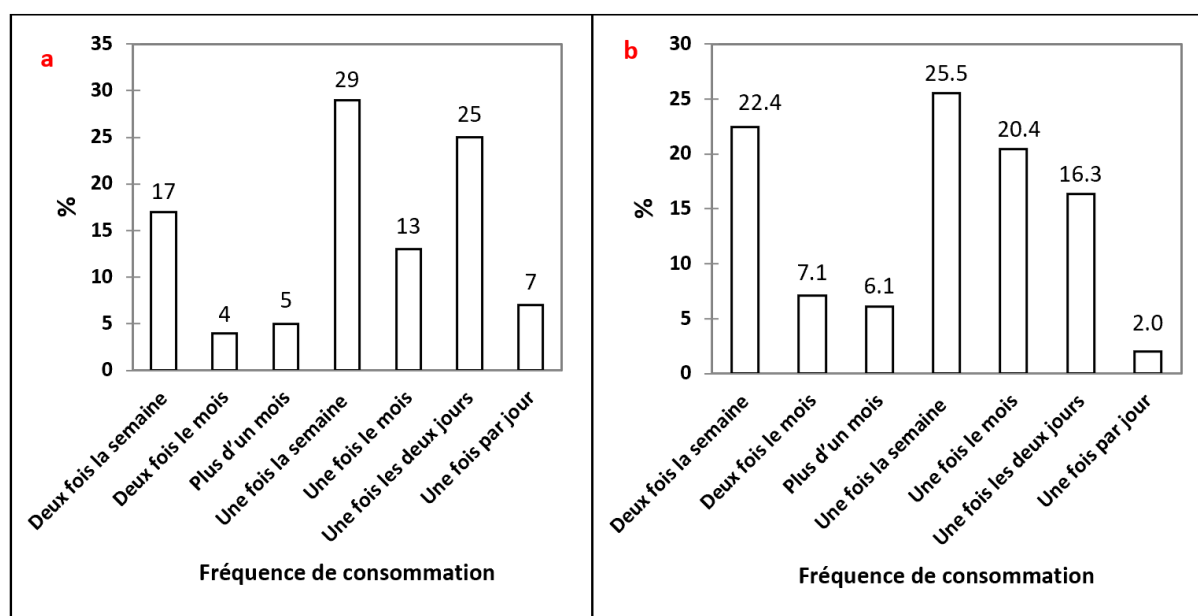 a
35
30
25
20
15
10
5
0
%
17
4
5
29
13
25
7
Deux fois la semaine
Deux fois le mois
Plus d’un mois
Une fois la semaine
Une fois le mois
Une fois les deux jours
Une fois par jour
Fréquence de consommation
b
30
25
20
15
10
5
0
%
22.4
7.1
6.1
25.5
20.4
16.3
2.0
Deux fois la semaine
Deux fois le mois
Plus d’un mois
Une fois la semaine
Une fois le mois
Une fois les deux jours
Une fois par jour
Fréquence de consommation